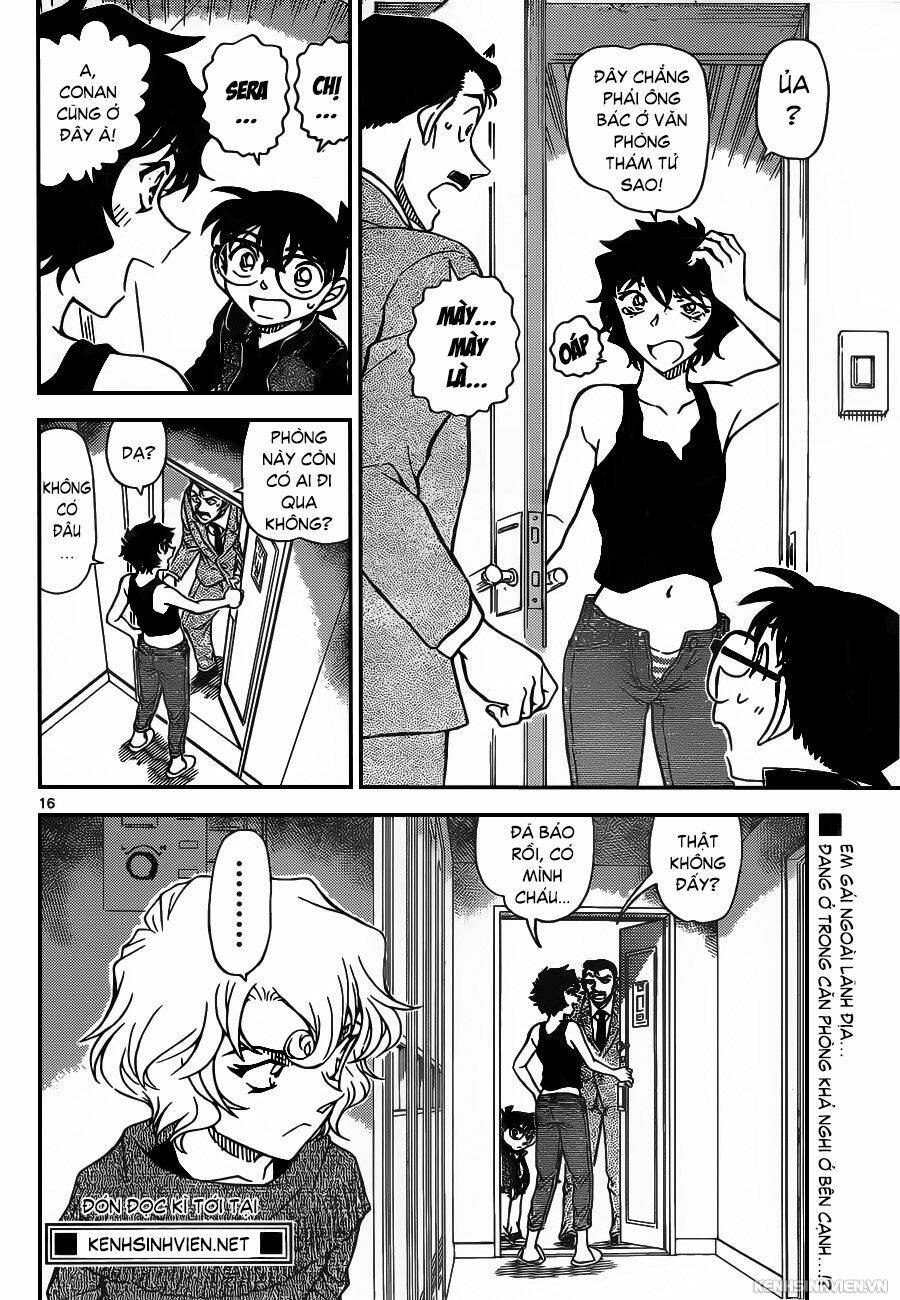 ỦA
?
ĐÂY CHẲNG
PHẢI ÔNG
BÁC Ở VĂN
PHÒNG
THÁM TỬ
SAO!
MÀY...
MÀY
LÀ...
OÁP
CHỊ
...
SERA
...
A,
CONAN
CŨNG Ở
ĐÂY À!
PHÒNG
NÀY CÒN
CÓ AI ĐI
QUA
KHÔNG?
DẠ?
KHÔNG
CÓ
ĐÂU
...
16
THẬT
KHÔNG
ĐẤY?
ĐÃ BẢO
RỒI, CÓ
MÌNH
CHÁU...
.......
EM GÁI NGOÀI LÃNH ĐỊA...
ĐANG Ở TRONG CĂN PHÒNG KHẢ NGHI Ở BÊN CẠNH...!?
ĐÓN ĐỌC KÌ TỚI TẠI
KENHSINHVIEN.NET
KENHSINHVIEN.VN